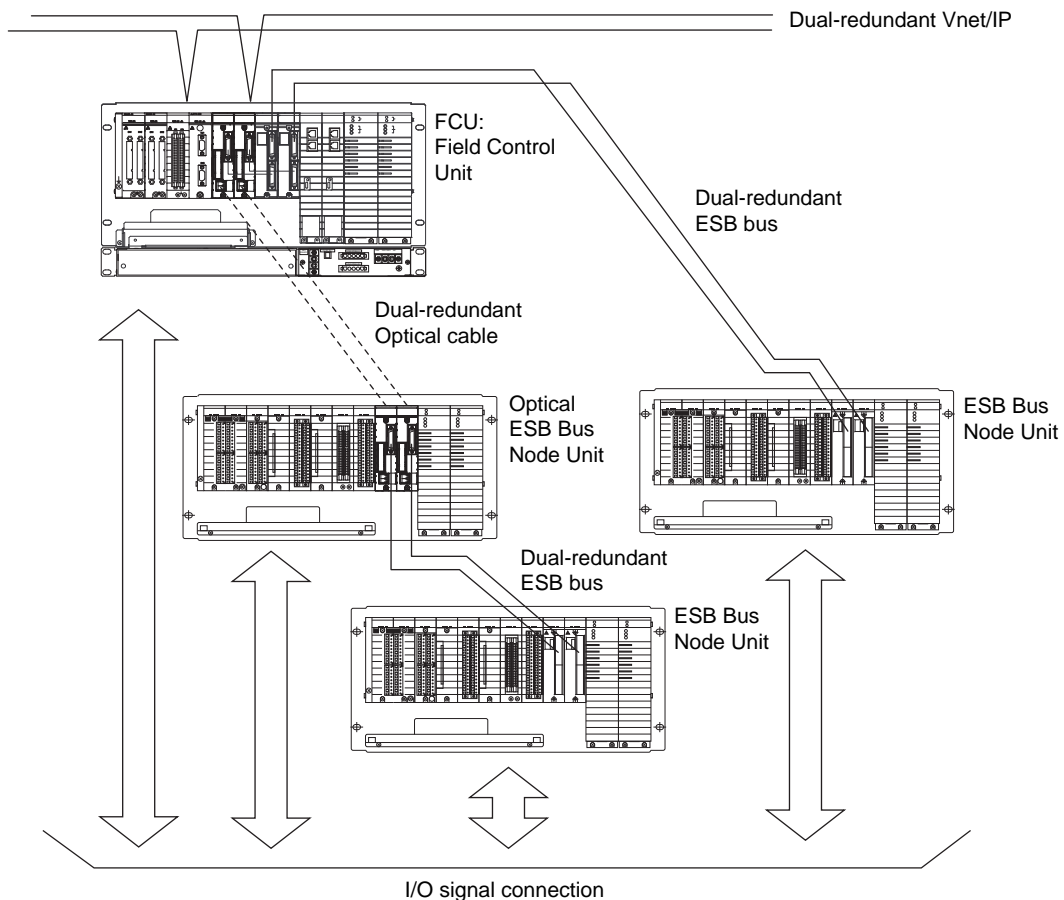 Dual-redundant Vnet/IP
FCU:
Field Control
Unit
Dual-redundant
ESB bus
Dual-redundant
Optical cable
Optical
ESB Bus
Node Unit
ESB Bus
Node Unit
Dual-redundant
ESB bus
ESB Bus
Node Unit
I/O signal connection